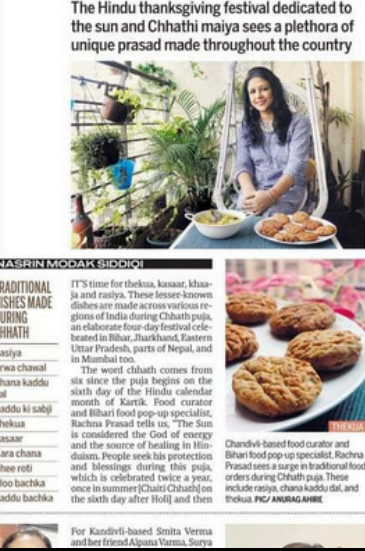 The Hindu thanksgiving festival dedicated to
the sun and Chhathi maiya sees a plethora of
unique prasad made throughout the country
NASRIN MODAK SIDDIQI
RADITIONAL
ISHES MADE
URING
HHATH
asiya
rwa chawal
hana kaddu
al
addu ki sabji
hekua
asaar
ara chana
hee roti
loo bachka
addu bachka
IT'S time for thekua, kasaar, khaa-
ja and rasiya. These lesser-known
dishes are made across various re-
gions of India during Chhath puja,
an elaborate four-day festival cele-
brated in Bihar, Jharkhand, Eastern
Uttar Pradesh, parts of Nepal, and
in Mumbai too.
The word chhath comes from
six since the puja begins on the
sixth day of the Hindu calendar
month of Kartik. Food curator
and Bihari food pop-up specialist,
Rachna Prasad tells us, "The Sun
is considered the God of energy
and the source of healing in Hin-
duism. People seek his protection
and blessings during this puja,
which is celebrated twice a year,
once in summer [Chaiti Chhath] on
the sixth day after Holi] and then
For Kandivli-based Smita Verma
and her friend Alpana Varma, Surya
THEKUA
Chandivli-based food curator and
Bihari food pop-up specialist, Rachna
Prasad sees a surge in traditional food
orders during Chhath puja. These
include rasiya, chana kaddu dal, and
thekua. PIC/ ANURAG AHIRE